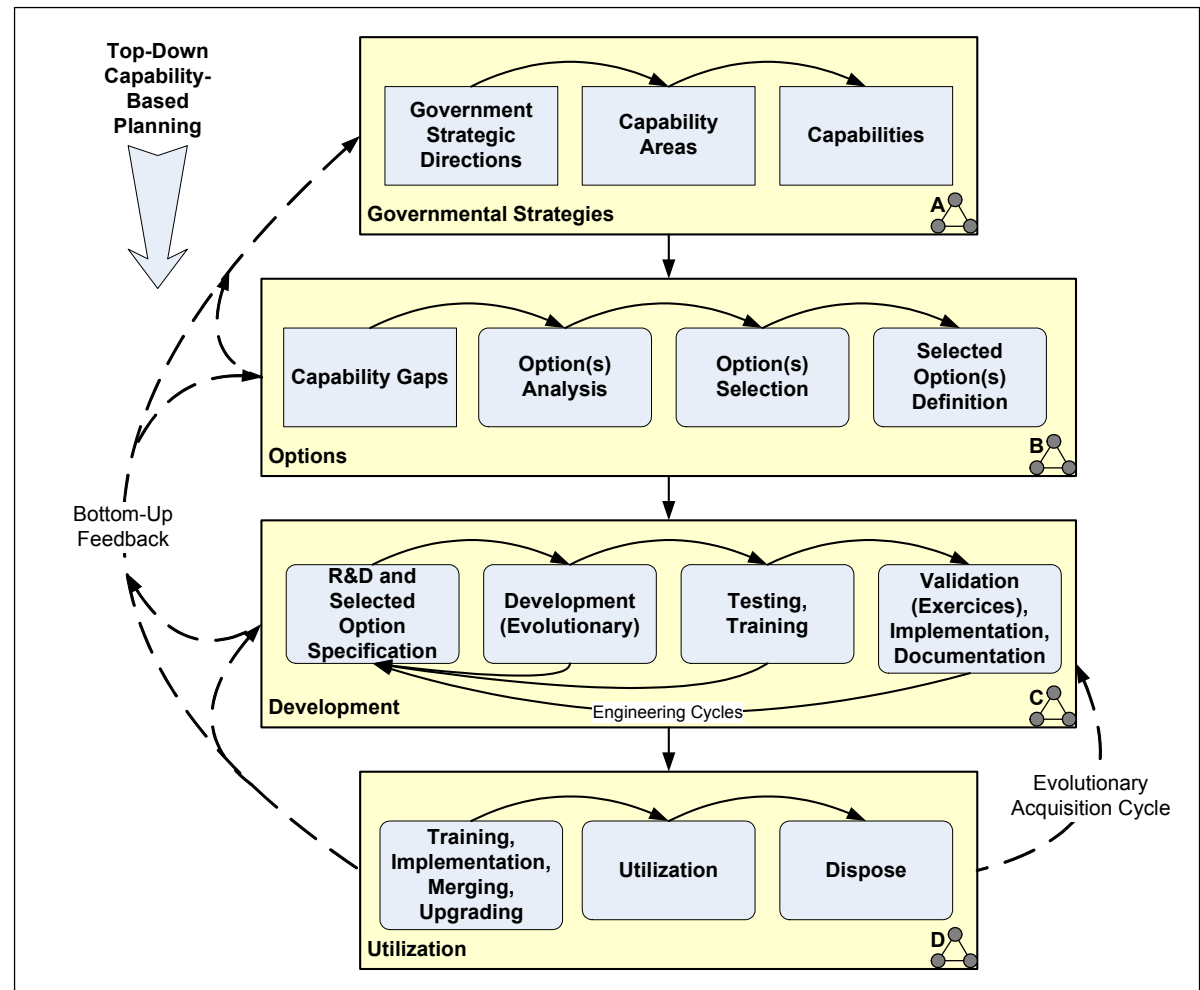 Top-Down
Capability-
Based
Planning
Government
Strategic
Directions
Capability
Areas
Capabilities
Governmental Strategies
A
Capability Gaps
Option(s)
Analysis
Option(s)
Selection
Selected
Option(s)
Definition
Options
B
Bottom-Up
Feedback
R&D and
Selected
Option
Specification
Development
(Evolutionary)
Testing,
Training
Validation
(Exercices),
Implementation,
Documentation
Engineering Cycles
Development
C
Evolutionary
Acquisition Cycle
Training,
Implementation,
Merging,
Upgrading
Utilization
Dispose
Utilization
D